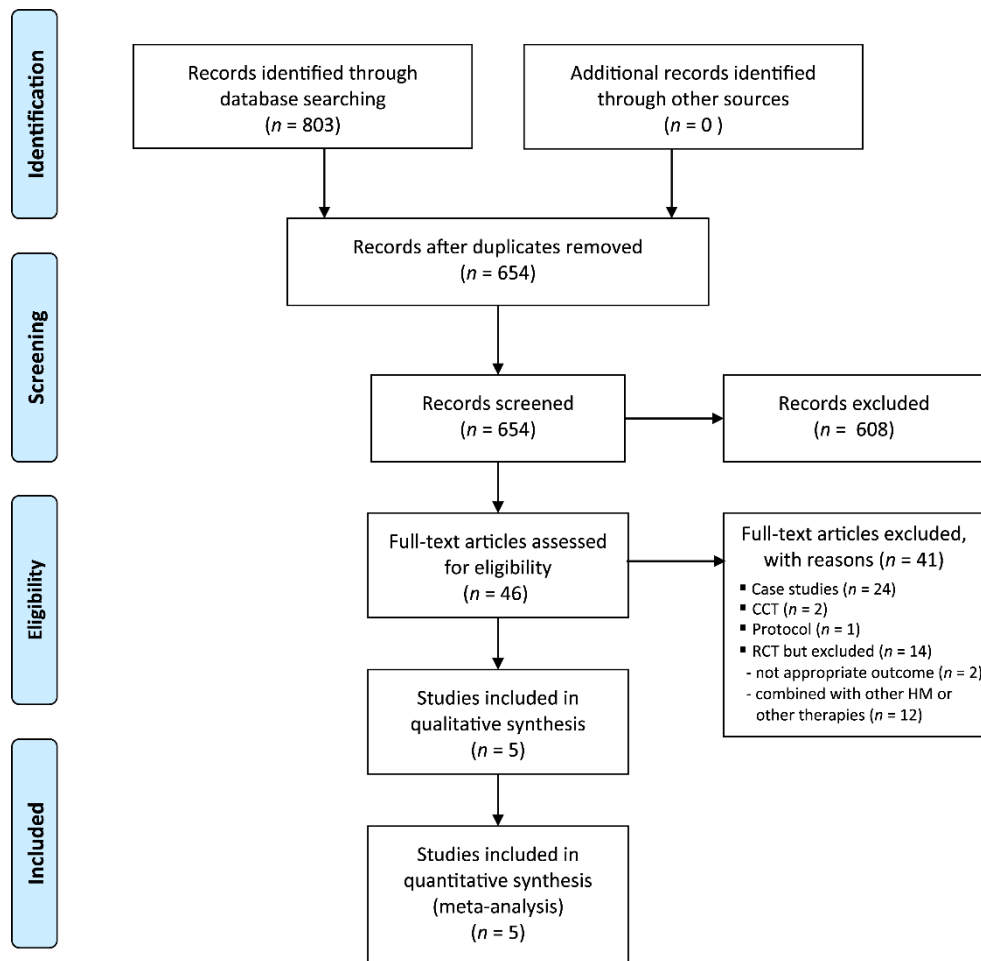 Identification
Records identified through
database searching
(n = 803)
Additional records identified
through other sources
(n = 0 )
Records after duplicates removed
(n = 654)
Screening
Records screened
(n = 654)
Records excluded
(n =  608)
Eligibility
Full-text articles assessed
for eligibility
(n = 46)
Full-text articles excluded,
with reasons (n = 41)
▪ Case studies (n = 24)
▪ CCT (n = 2)
▪ Protocol (n = 1)
▪ RCT but excluded (n = 14)
- not appropriate outcome (n = 2)
- combined with other HM or
other therapies (n = 12)
Studies included in
qualitative synthesis
(n = 5)
Included
Studies included in
quantitative synthesis
(meta-analysis)
(n = 5)